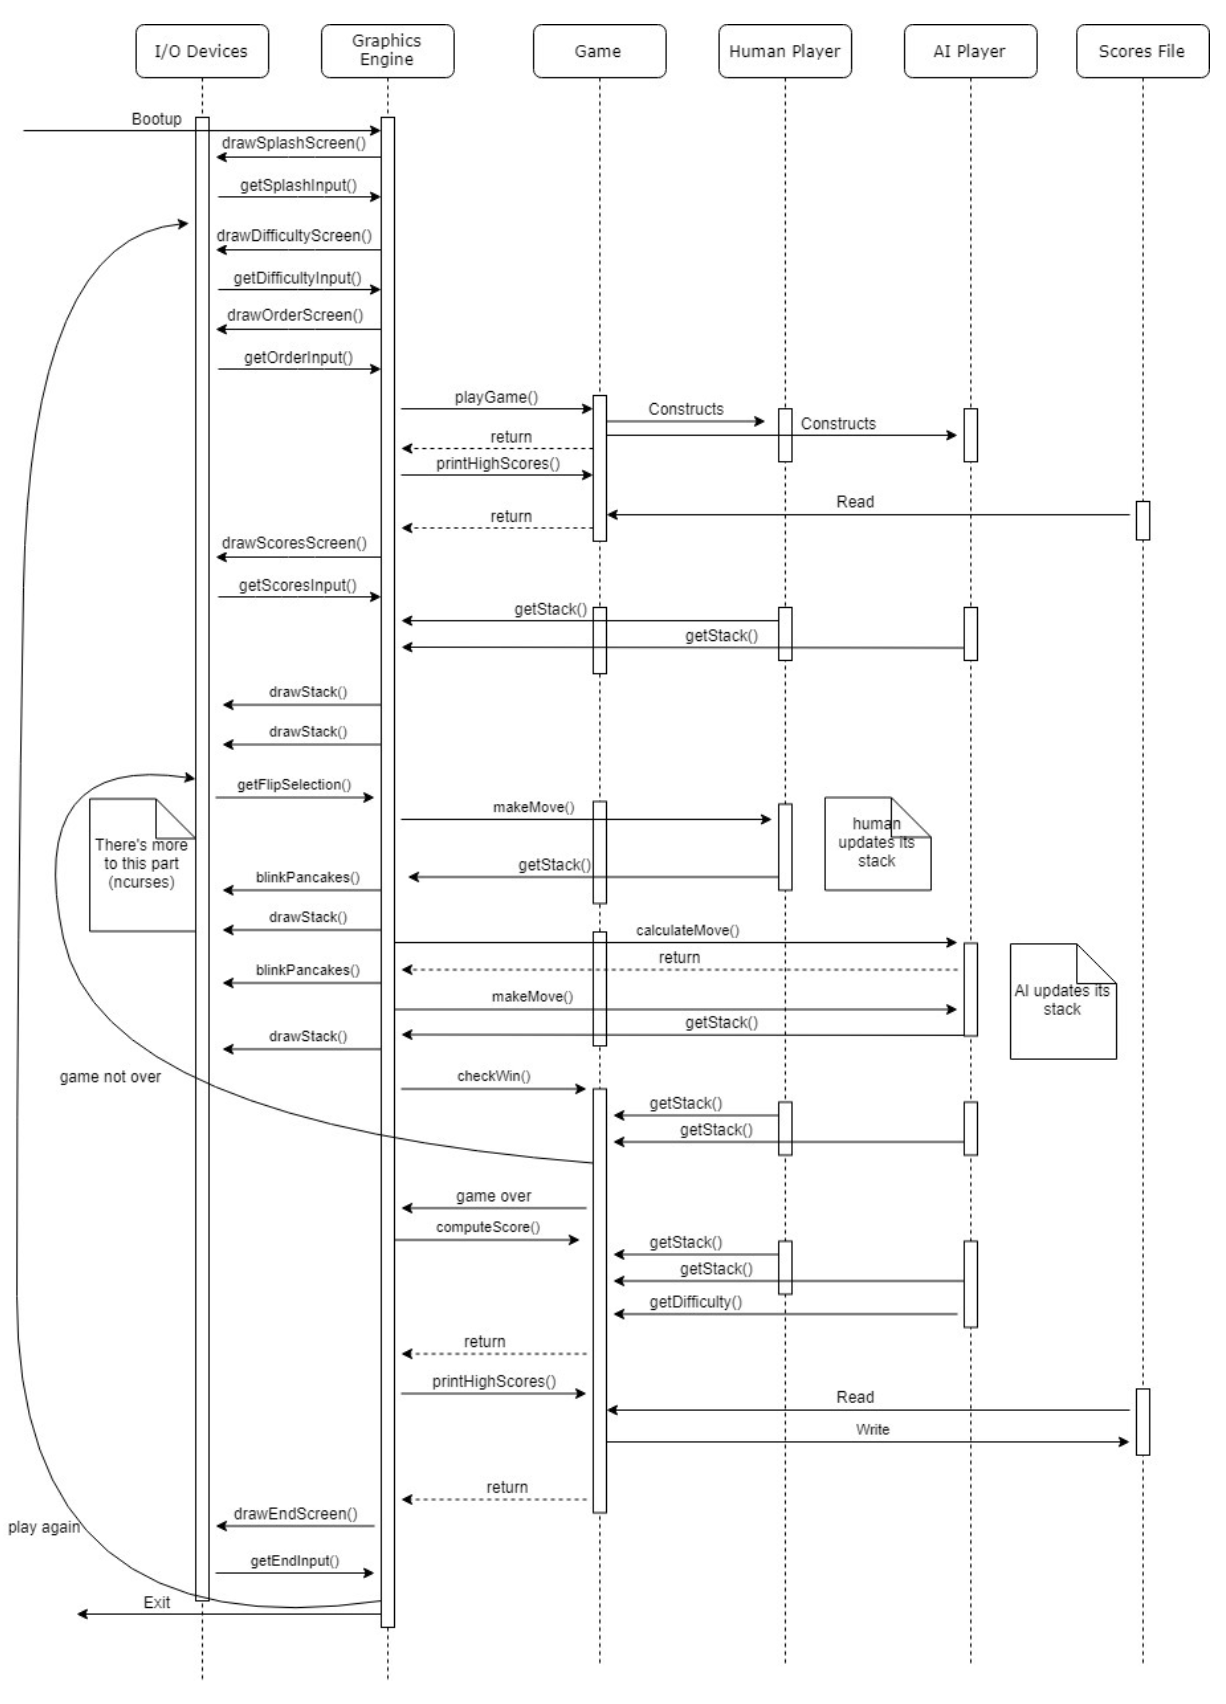 I/O Devices
Graphics
Engine
Game
Human Player
AI Player
Scores File
Bootup
drawSplashScreen()
getSplashInput()
drawDifficultyScreen()
getDifficultyInput()
drawOrderScreen()
getOrderInput()
playGame()
Constructs
Constructs
return
printHighScores()
Read
return
drawScoresScreen()
getScoresInput()
getStack()
getStack()
drawStack()
drawStack()
getFlipSelection()
makeMove()
human
updates its
stack
There's more
to this part
(ncurses)
getStack()
blinkPancakes()
drawStack()
calculateMove()
return
blinkPancakes()
makeMove()
AI updates its
stack
getStack()
drawStack()
game not over
checkWin()
getStack()
getStack()
game over
computeScore()
getStack()
getStack()
getDifficulty()
return
printHighScores()
Read
Write
return
drawEndScreen()
play again
getEndInput()
Exit